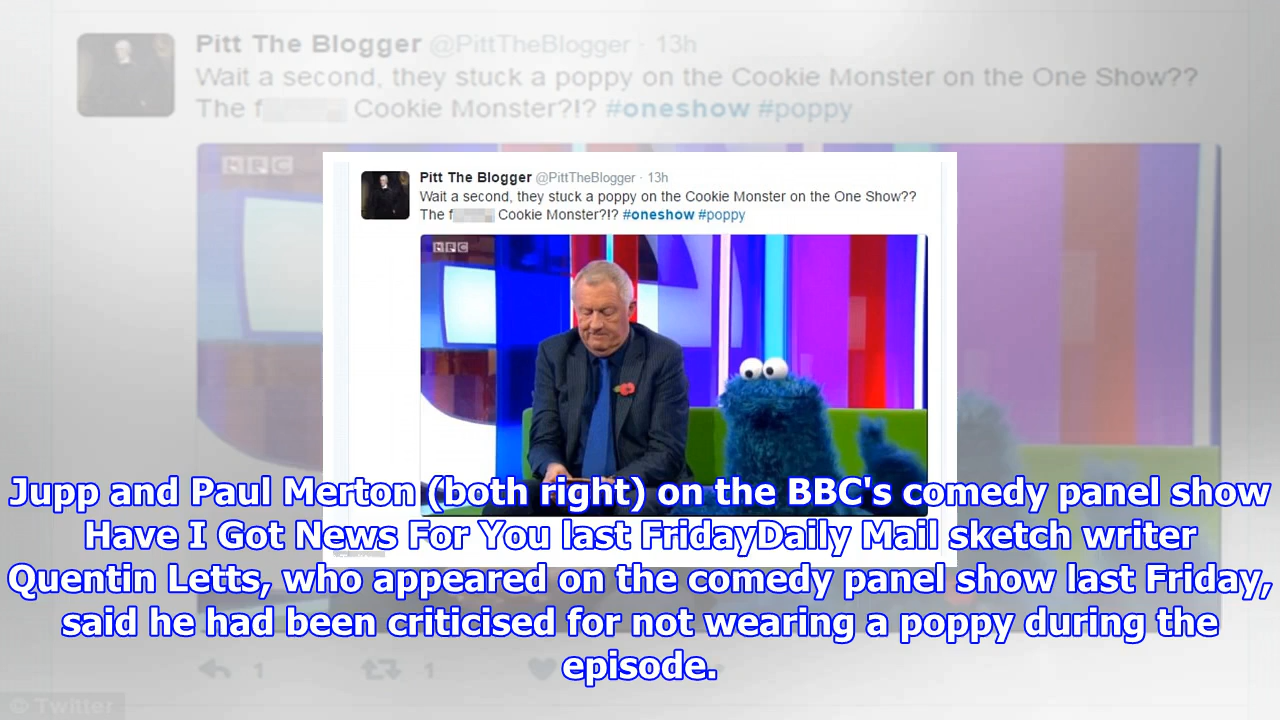 Pitt The Blogger @PittTheBlogger · 13h
Wait a second, they stuck a poppy on the Cookie Monster on the One Show??
The f Cookie Monster?!? #oneshow #poppy
BBC
Pitt The Blogger @PittTheBlogger · 13h
Wait a second, they stuck a poppy on the Cookie Monster on the One Show??
The f Cookie Monster?!? #oneshow #poppy
BBC
Jupp and Paul Merton (both right) on the BBC's comedy panel show
Have I Got News For You last FridayDaily Mail sketch writer
Quentin Letts, who appeared on the comedy panel show last Friday,
said he had been criticised for not wearing a poppy during the
episode.
1 1
© Twitter